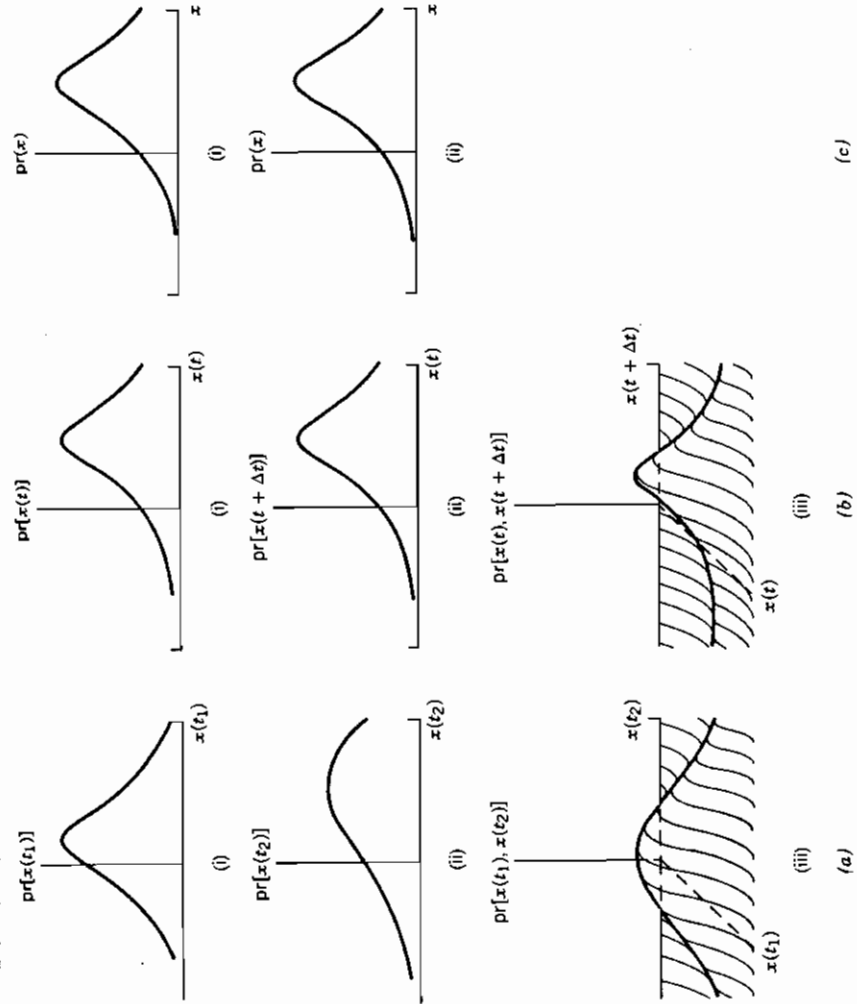 pr[x(t₁)]
x(t₁)
(i)
pr[x(t₂)]
x(t₂)
(ii)
pr[x(t₁), x(t₂)]
x(t₂)
x(t₁)
(iii)
(a)
pr[x(t)]
x(t)
(i)
pr[x(t + Δt)]
x(t)
(ii)
pr[x(t), x(t + Δt)]
x(t + Δt)
x(t)
(iii)
(b)
pr(x)
x
(i)
pr(x)
x
(ii)
(c)